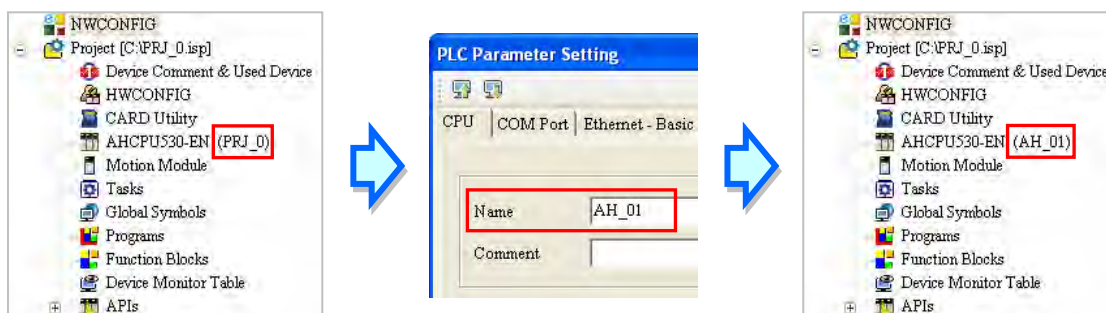 NWCONFIG
Project [C:\PRJ_0.isp]
Device Comment & Used Device
HWCONFIG
CARD Utility
AHCPU530-EN (PRJ_0)
Motion Module
Tasks
Global Symbols
Programs
Function Blocks
Device Monitor Table
APIs
PLC Parameter Setting
CPU COM Port Ethernet - Basic
Name AH_01
Comment
NWCONFIG
Project [C:\PRJ_0.isp]
Device Comment & Used Device
HWCONFIG
CARD Utility
AHCPU530-EN (AH_01)
Motion Module
Tasks
Global Symbols
Programs
Function Blocks
Device Monitor Table
APIs